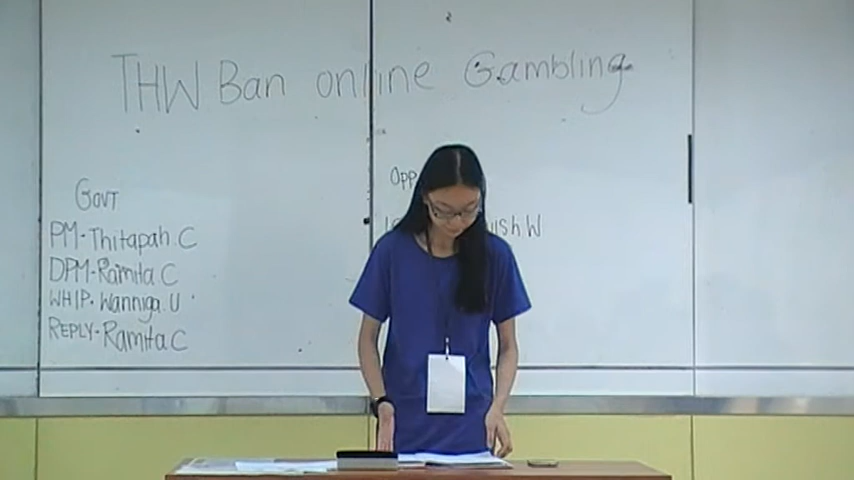 THW Ban online Gambling
GOVT
PM-Thitapah.C
DPM-Ramita C
WHIP. Wanniga.U
REPLY-Ramita C
Opp
W